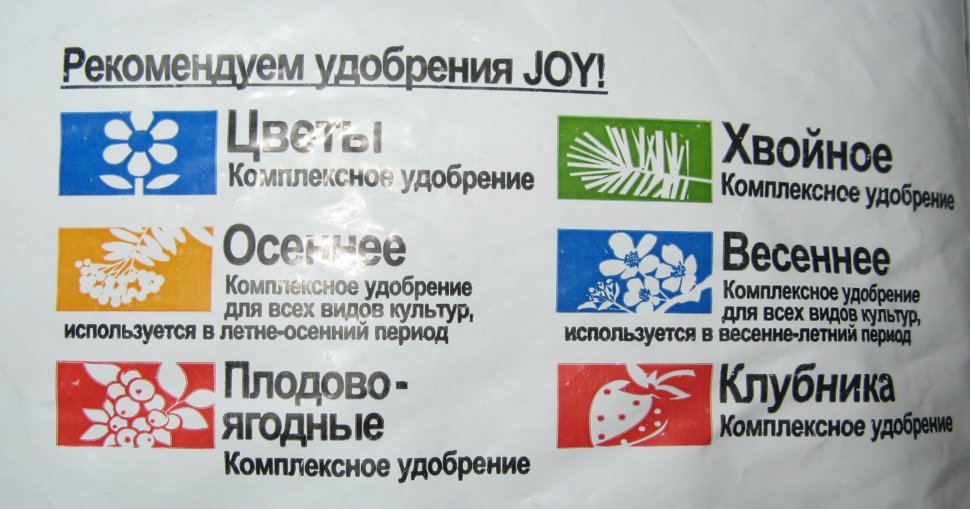 Рекомендуем удобрения JOY!
Цветы
Комплексное удобрение
Хвойное
Комплексное удобрение
Осеннее
Комплексное удобрение
для всех видов культур,
используется в летне-осенний период
Весеннее
Комплексное удобрение
для всех видов культур,
используется в весенне-летний период
Плодово-
ягодные
Комплексное удобрение
Клубника
Комплексное удобрение